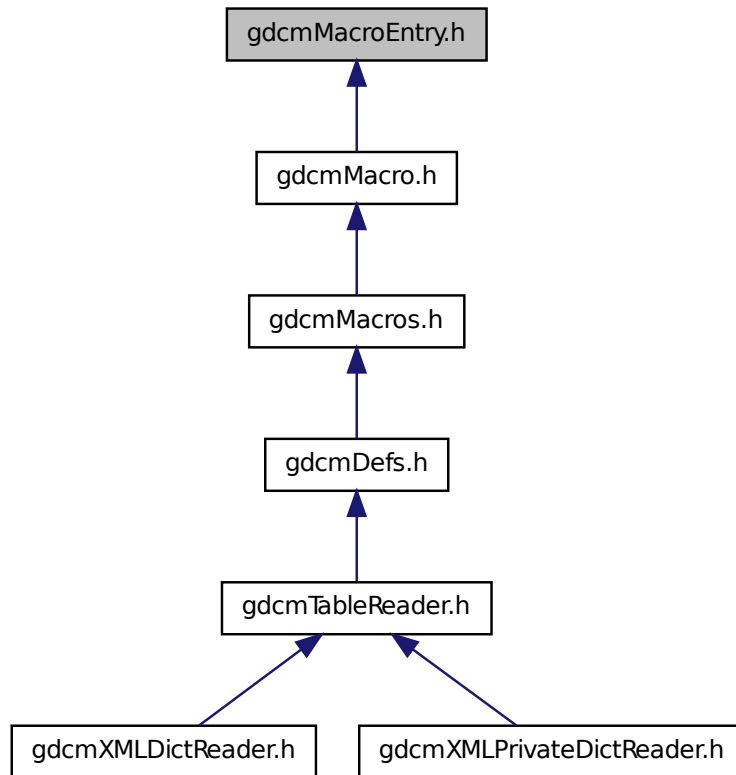 gdcmMacroEntry.h
gdcmMacro.h
gdcmMacros.h
gdcmDefs.h
gdcmTableReader.h
gdcmXMLDictReader.h
gdcmXMLPrivateDictReader.h